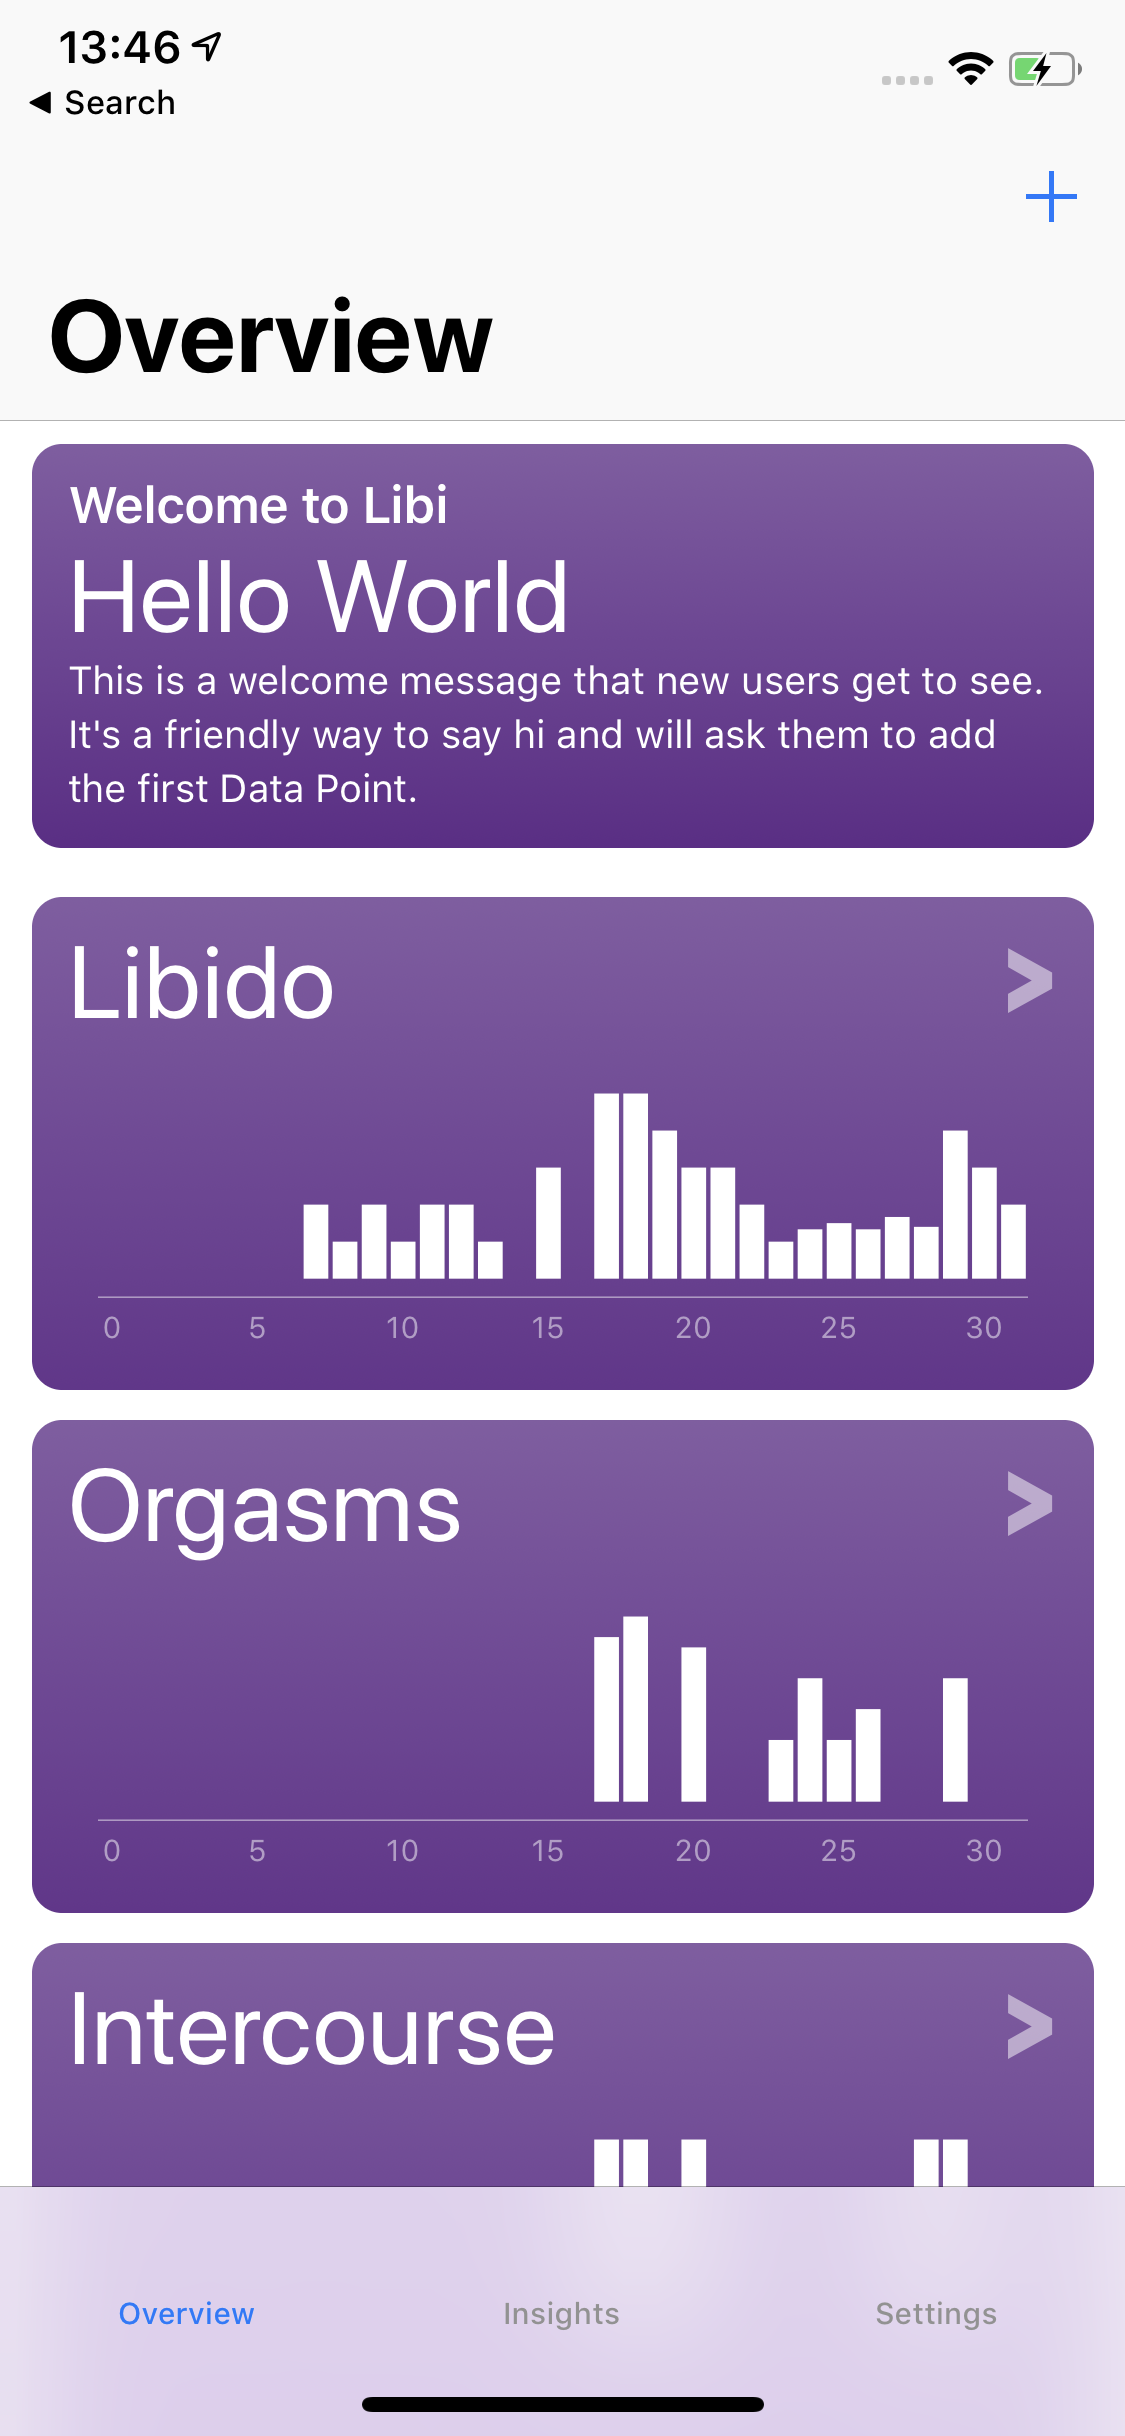 13:46
◀ Search
+
Overview
Welcome to Libi
Hello World
This is a welcome message that new users get to see.
It's a friendly way to say hi and will ask them to add
the first Data Point.
Libido >
0 5 10 15 20 25 30
Orgasms >
0 5 10 15 20 25 30
Intercourse >
Overview Insights Settings